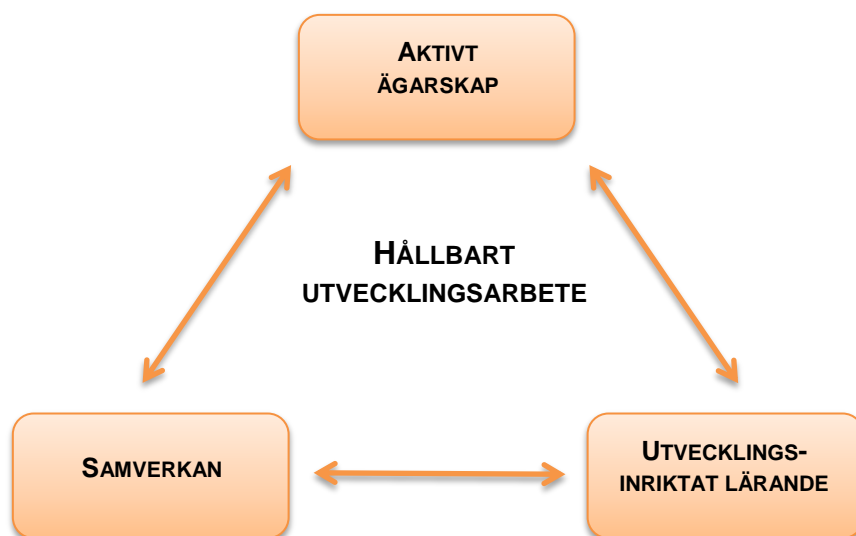 AKTIVT
ÄGARSKAP
HÅLLBART
UTVECKLINGSARBETE
SAMVERKAN
UTVECKLINGS-
INRIKTAT LÄRANDE